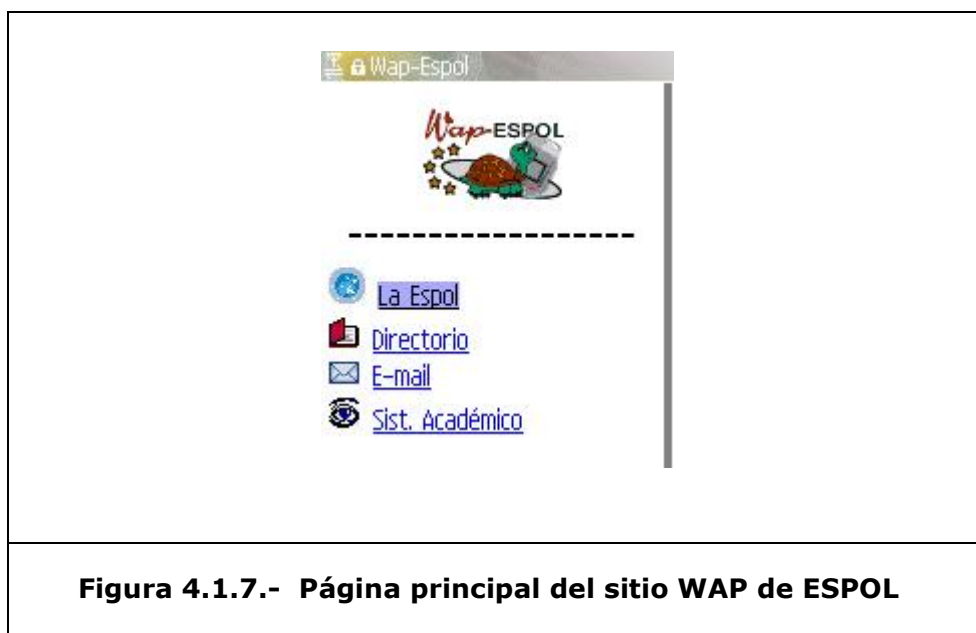 Wap-Espol
Wap-ESPOL
------------------
La Espol
Directorio
E-mail
Sist. Académico
Figura 4.1.7.- Página principal del sitio WAP de ESPOL